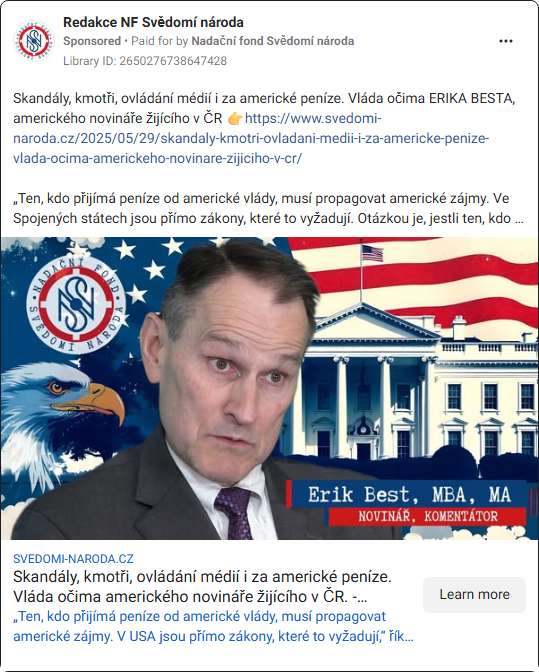 Redakce NF Svědomí národa
Sponsored • Paid for by Nadační fond Svědomí národa
Library ID: 2650276738647428
Skandály, kmotři, ovládání médií i za americké peníze. Vláda očima ERIKA BESTA,
amerického novináře žijícího v ČR 👉 https://www.svedomi-
naroda.cz/2025/05/29/skandaly-kmotri-ovladani-medii-i-za-americke-penize-
vlada-ocima-americkeho-novinare-zijiciho-v-cr/
„Ten, kdo přijímá peníze od americké vlády, musí propagovat americké zájmy. Ve
Spojených státech jsou přímo zákony, které to vyžadují. Otázkou je, jestli ten, kdo ...
NADAČNÍ FOND
SVĚDOMÍ NÁRODA
Erik Best, MBA, MA
NOVINÁŘ, KOMENTÁTOR
SVEDOMI-NARODA.CZ
Skandály, kmotři, ovládání médií i za americké peníze.
Vláda očima amerického novináře žijícího v ČR. -...
Learn more
„Ten, kdo přijímá peníze od americké vlády, musí propagovat
americké zájmy. V USA jsou přímo zákony, které to vyžadují,“ řík...